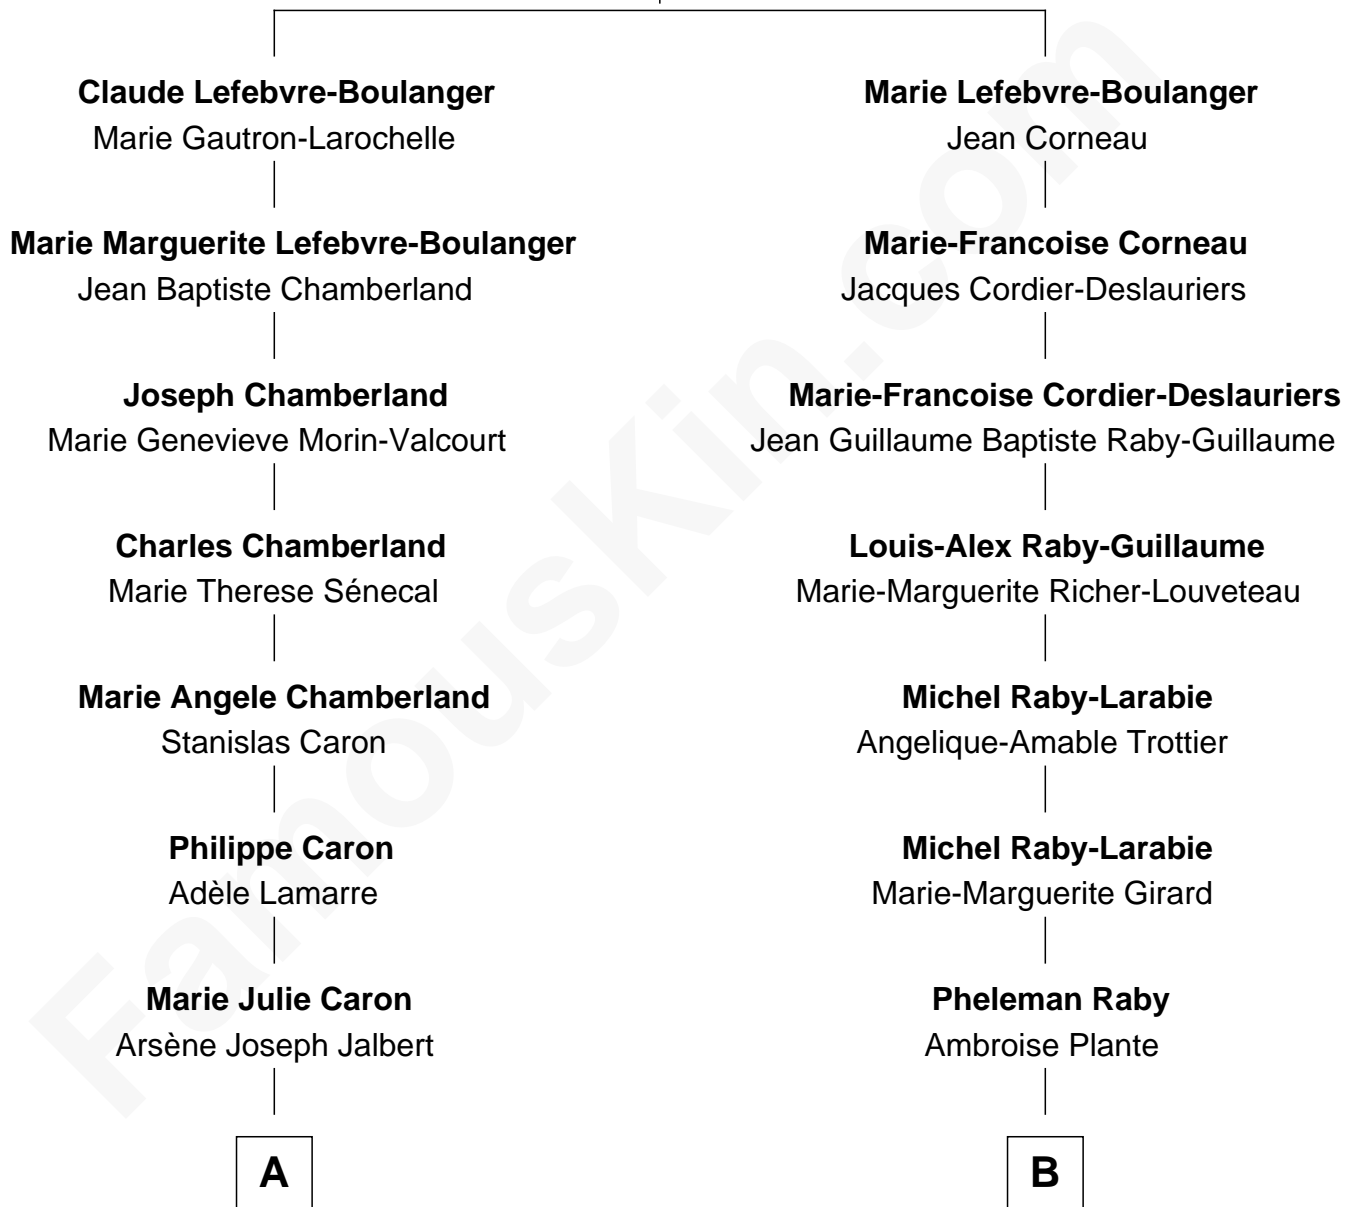 Claude Lefebvre-Boulanger
Marie Gautron-Larochelle
Marie Marguerite Lefebvre-Boulanger
Jean Baptiste Chamberland
Joseph Chamberland
Marie Genevieve Morin-Valcourt
Charles Chamberland
Marie Therese Sénecal
Marie Angele Chamberland
Stanislas Caron
Philippe Caron
Adèle Lamarre
Marie Julie Caron
Arsène Joseph Jalbert
A
Marie Lefebvre-Boulanger
Jean Corneau
Marie-Francoise Corneau
Jacques Cordier-Deslauriers
Marie-Francoise Cordier-Deslauriers
Jean Guillaume Baptiste Raby-Guillaume
Louis-Alex Raby-Guillaume
Marie-Marguerite Richer-Louveteau
Michel Raby-Larabie
Angelique-Amable Trottier
Michel Raby-Larabie
Marie-Marguerite Girard
Pheleman Raby
Ambroise Plante
B
FamousKin.com